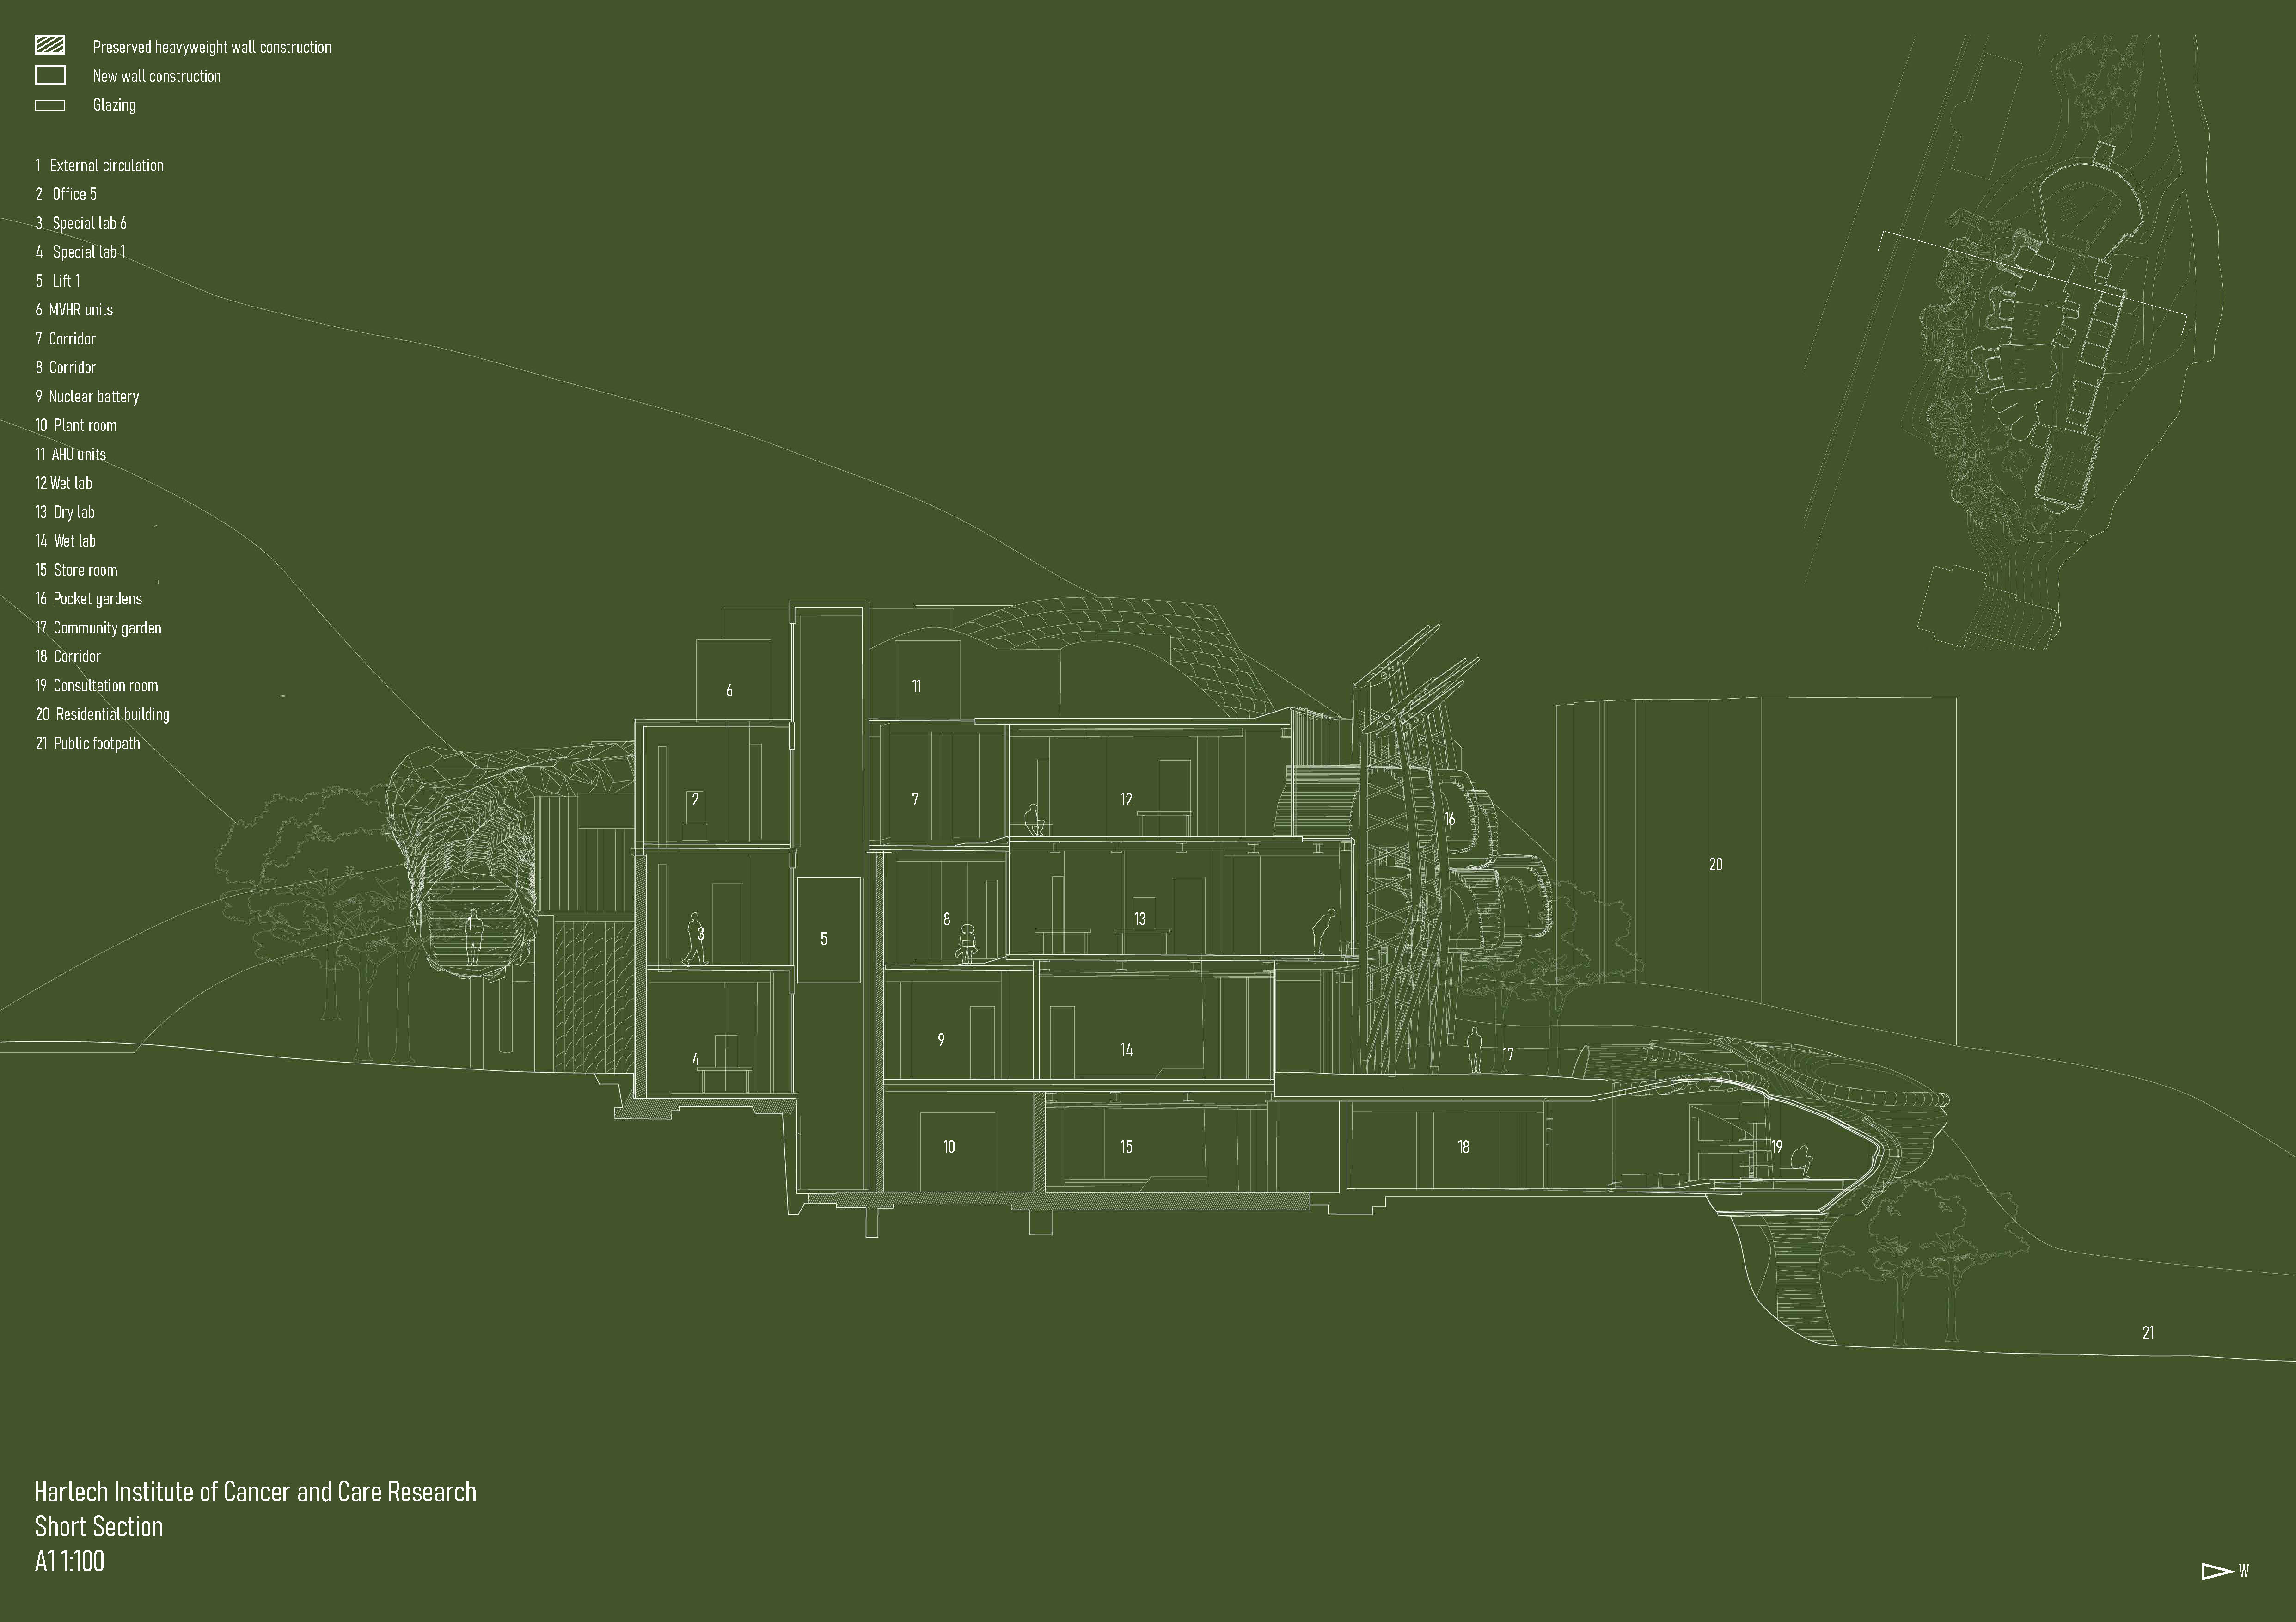 Preserved heavyweight wall construction
New wall construction
Glazing
1 External circulation
2 Office 5
3 Special lab 6
4 Special lab 1
5 Lift 1
6 MVHR units
7 Corridor
8 Corridor
9 Nuclear battery
10 Plant room
11 AHU units
12 Wet lab
13 Dry lab
14 Wet lab
15 Store room
16 Pocket gardens
17 Community garden
18 Corridor
19 Consultation room
20 Residential building
21 Public footpath
6
11
2
7
12
16
20
1
3
5
8
13
4
9
14
17
10
15
18
19
21
Harlech Institute of Cancer and Care Research
Short Section
A1 1:100
W